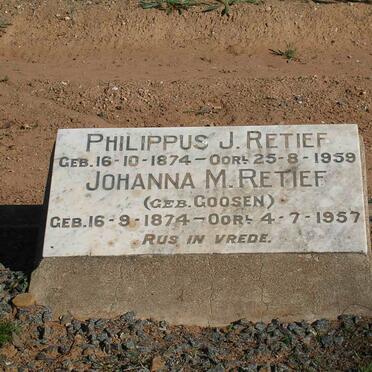 PHILIPPUS J. RETIEF
GEB. 16-10-1874 — OORL. 25-8-1959
JOHANNA M. RETIEF
(GEB. GOOSEN)
GEB. 16-9-1874 — OORL. 4-7-1957
RUS IN VREDE.